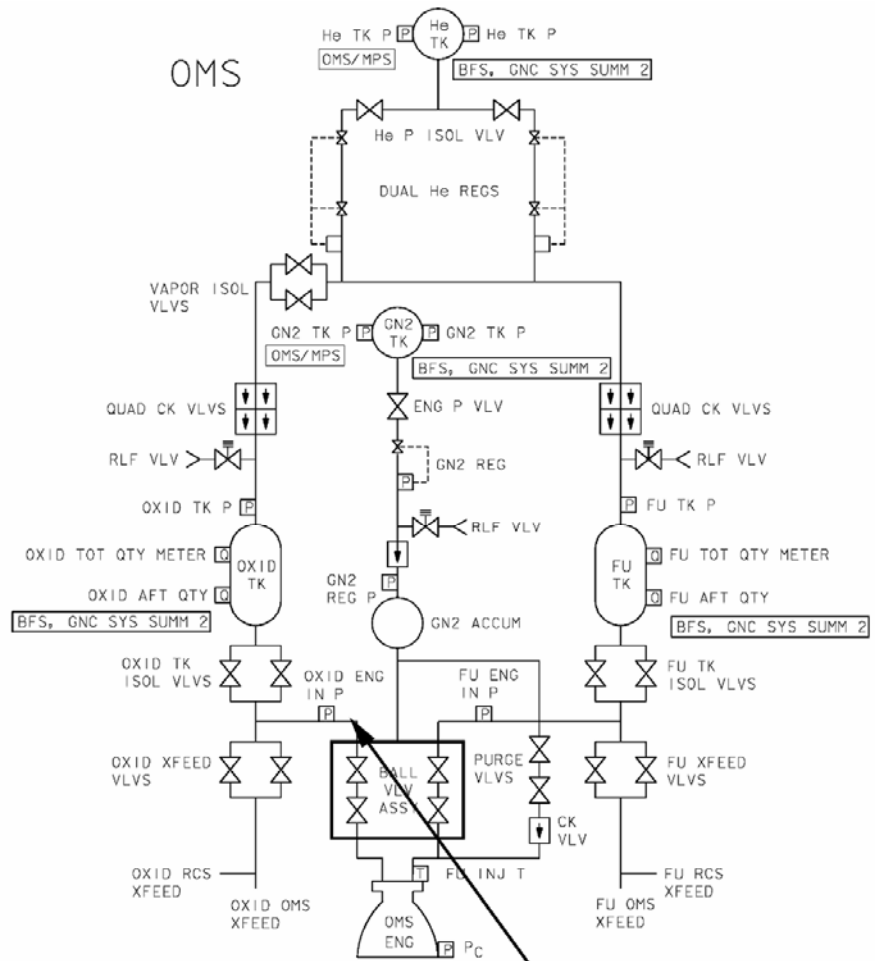 OMS
He TK P
P
He
TK
P
He TK P
OMS/MPS
BFS, GNC SYS SUMM 2
He P ISOL VLV
DUAL He REGS
VAPOR ISOL
VLVS
GN2 TK P
P
GN2
TK
P
GN2 TK P
OMS/MPS
BFS, GNC SYS SUMM 2
QUAD CK VLVS
ENG P VLV
QUAD CK VLVS
RLF VLV
GN2 REG
P
RLF VLV
OXID TK P
P
RLF VLV
P
FU TK P
OXID TOT QTY METER
Q
OXID
TK
OXID AFT QTY
Q
BFS, GNC SYS SUMM 2
GN2
REG P
P
GN2 ACCUM
FU
TK
Q
FU TOT QTY METER
Q
FU AFT QTY
BFS, GNC SYS SUMM 2
OXID TK
ISOL VLVS
OXID ENG
IN P
P
FU ENG
IN P
P
FU TK
ISOL VLVS
OXID XFEED
VLVS
BALL
VLV
ASSY
PURGE
VLVS
FU XFEED
VLVS
CK
VLV
OXID RCS
XFEED
OXID OMS
XFEED
T
FU INJ T
OMS
ENG
P
Pc
FU RCS
XFEED
FU OMS
XFEED